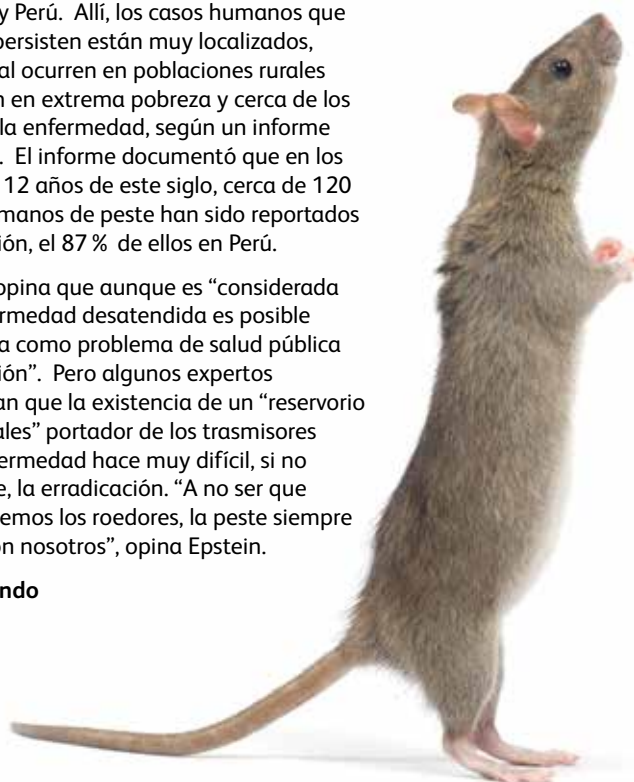 y Perú. Allí, los casos humanos que
persisten están muy localizados,
al ocurren en poblaciones rurales
n en extrema pobreza y cerca de los
la enfermedad, según un informe
. El informe documentó que en los
12 años de este siglo, cerca de 120
manos de peste han sido reportados
ión, el 87 % de ellos en Perú.
opina que aunque es “considerada
ermedad desatendida es posible
a como problema de salud pública
ión”. Pero algunos expertos
an que la existencia de un “reservorio
ales” portador de los trasmisores
fermedad hace muy difícil, si no
e, la erradicación. “A no ser que
emos los roedores, la peste siempre
on nosotros”, opina Epstein.
ndo